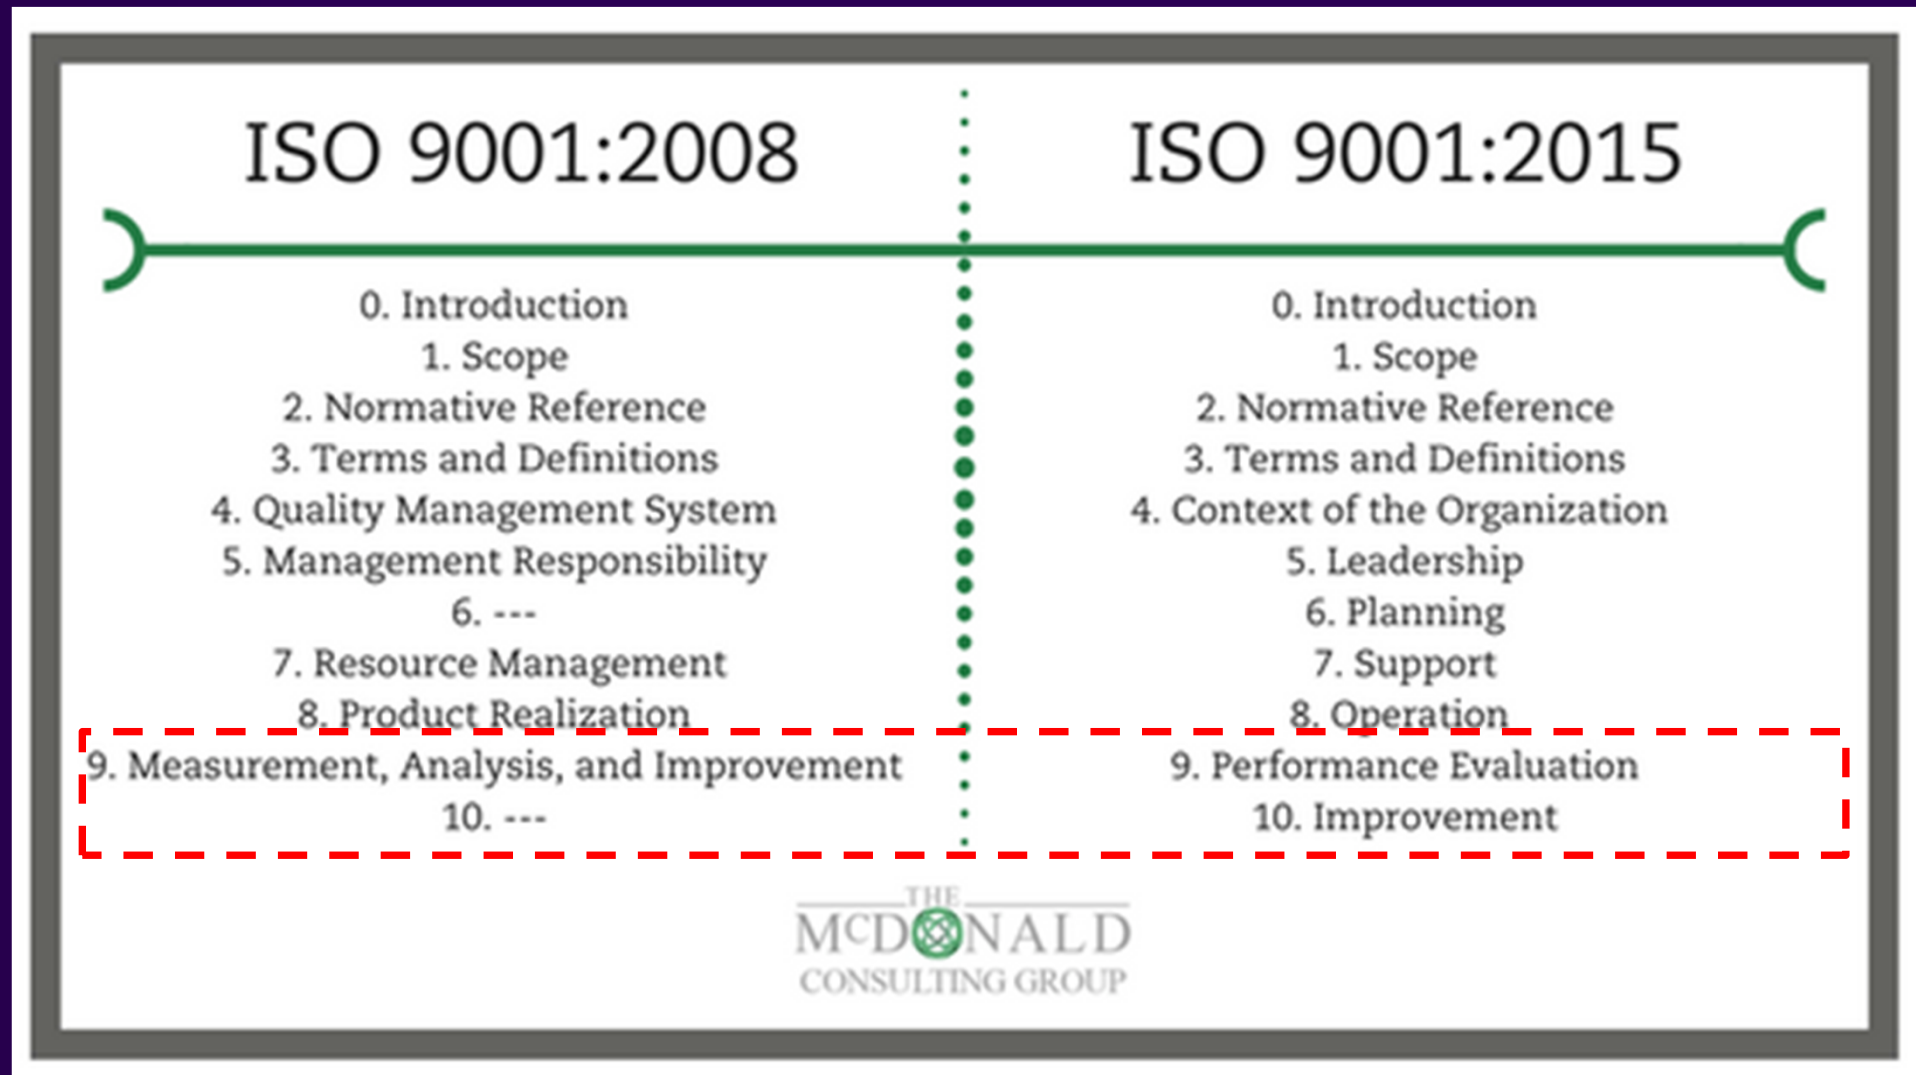 ISO 9001:2008
0. Introduction
1. Scope
2. Normative Reference
3. Terms and Definitions
4. Quality Management System
5. Management Responsibility
6. ---
7. Resource Management
8. Product Realization
9. Measurement, Analysis, and Improvement
10. ---
ISO 9001:2015
0. Introduction
1. Scope
2. Normative Reference
3. Terms and Definitions
4. Context of the Organization
5. Leadership
6. Planning
7. Support
8. Operation
9. Performance Evaluation
10. Improvement
THE
McDONALD
CONSULTING GROUP